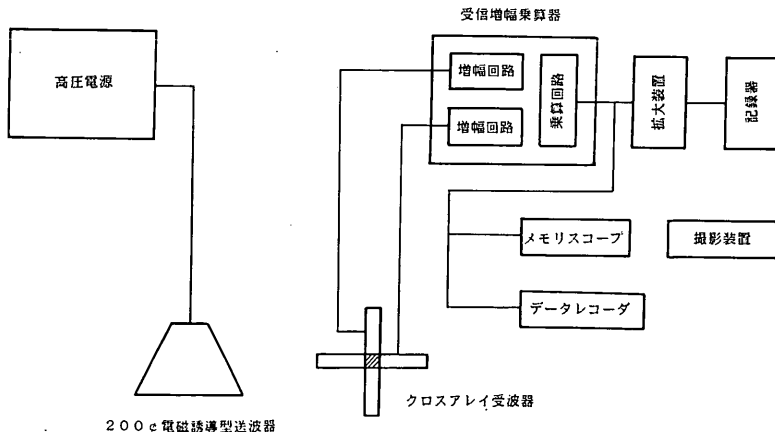 受信増幅乗算器
高圧電源
増幅回路
増幅回路
乗算回路
拡大装置
記録器
メモリスコープ
撮影装置
データレコーダ
クロスアレイ受波器
200¢電磁誘導型送波器